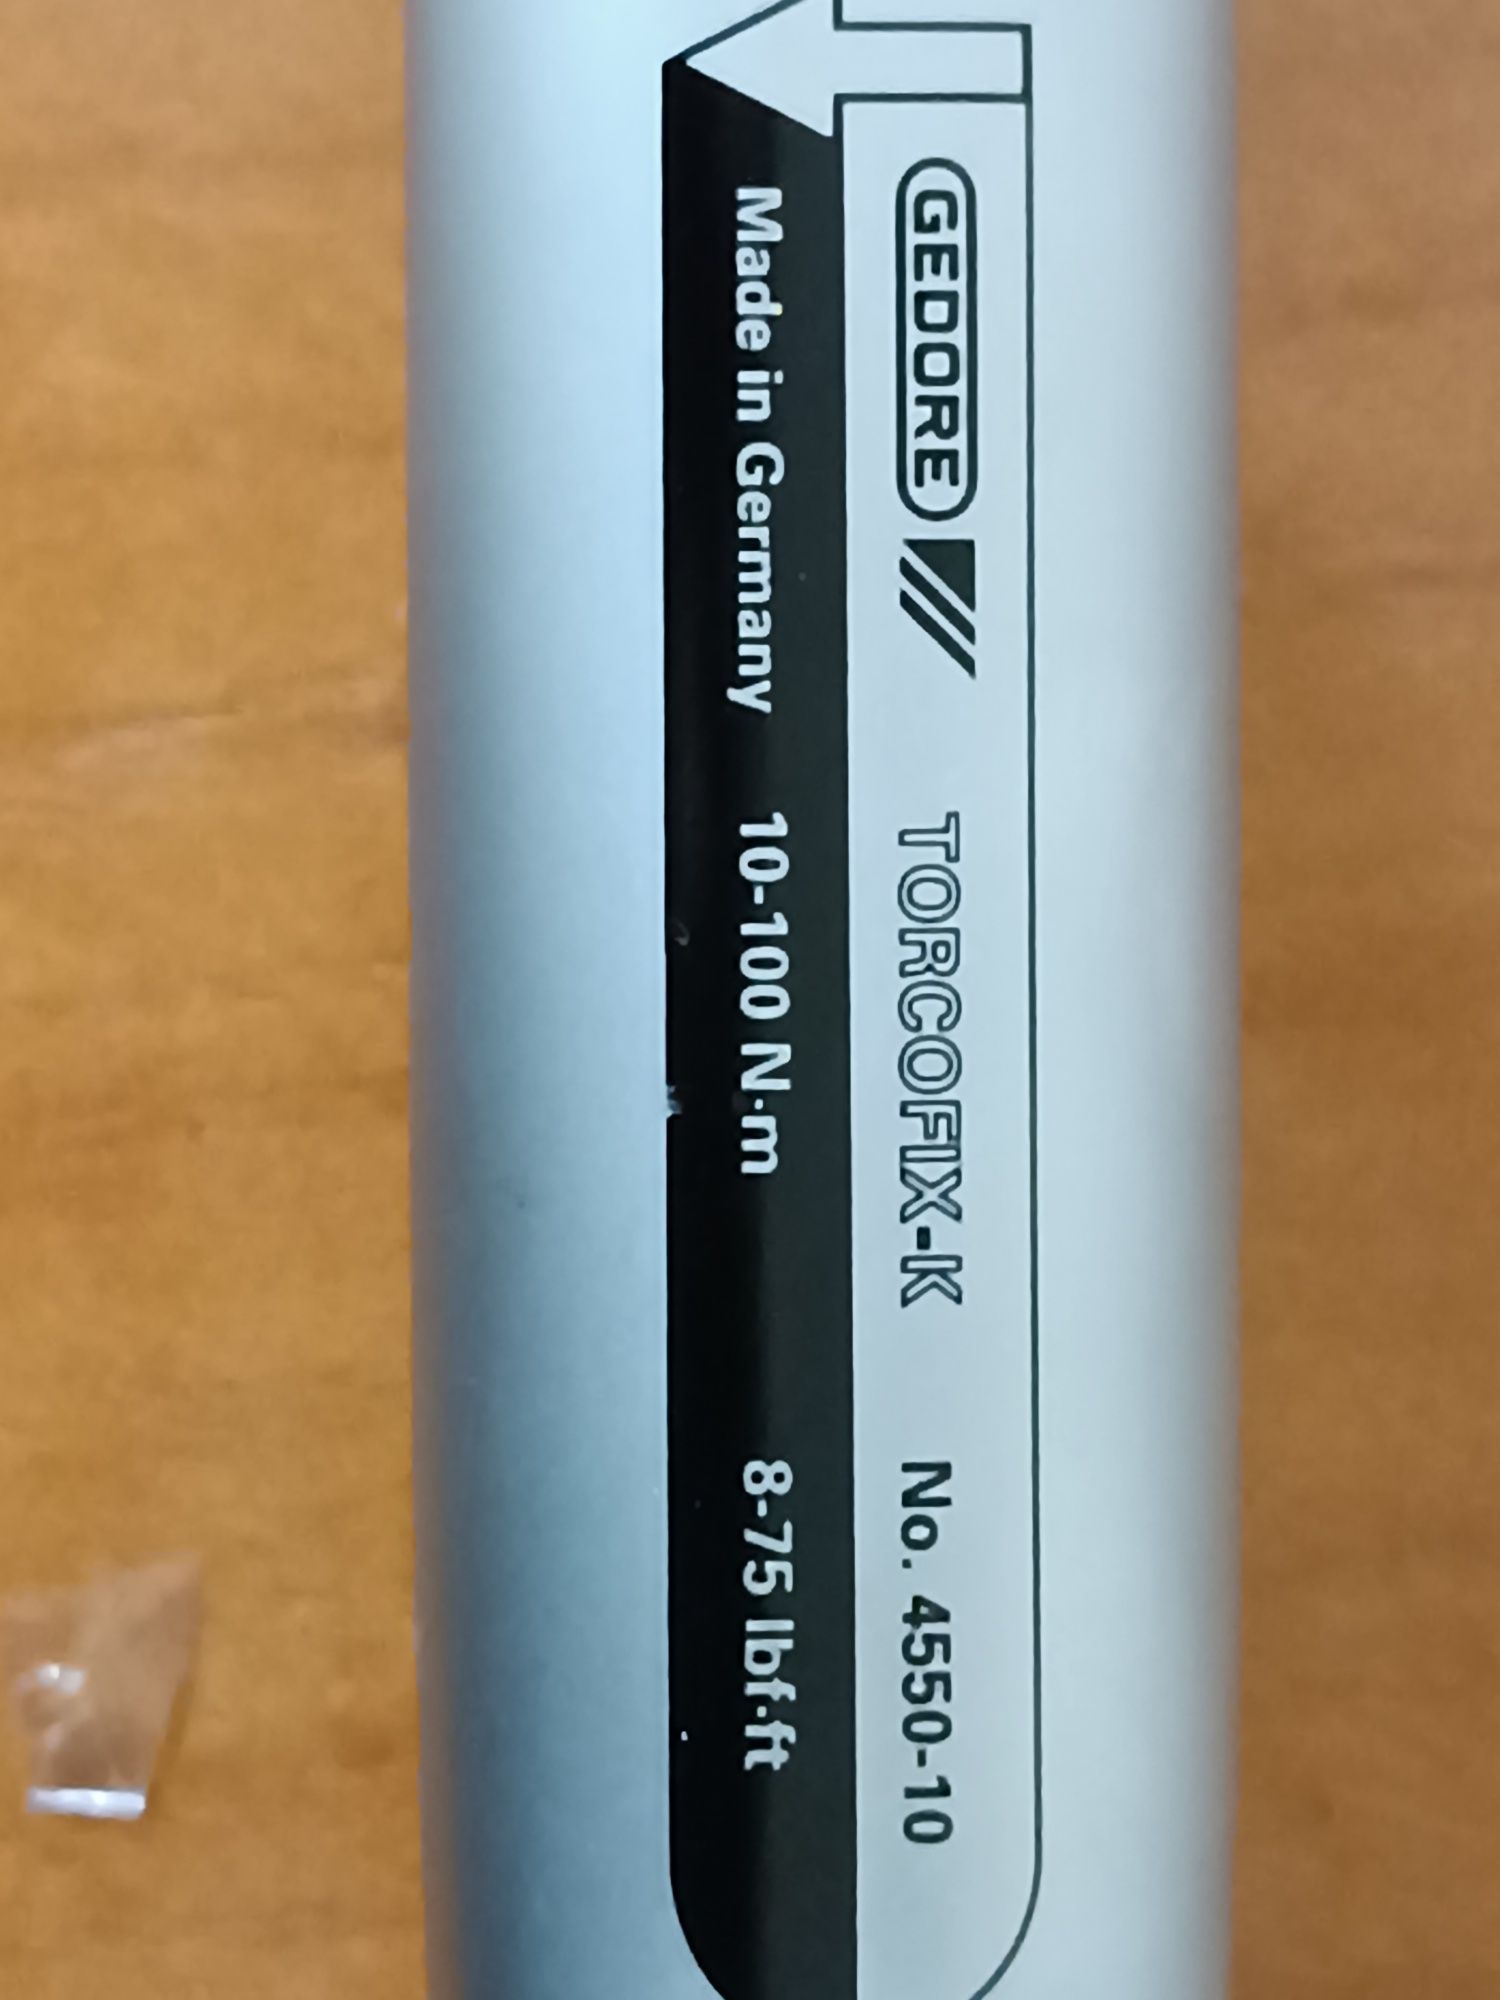 GEDORE TORCOFIX-K No. 4550-10
Made in Germany 10-100 N·m 8-75 lbf·ft